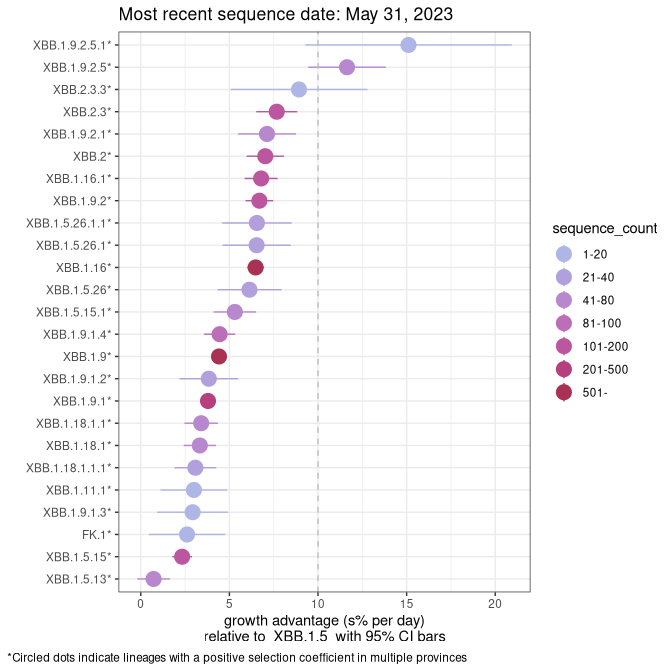 Most recent sequence date: May 31, 2023
XBB.1.9.2.5.1*
XBB.1.9.2.5*
XBB.2.3.3*
XBB.2.3*
XBB.1.9.2.1*
XBB.2*
XBB.1.16.1*
XBB.1.9.2*
XBB.1.5.26.1.1*
XBB.1.5.26.1*
XBB.1.16*
XBB.1.5.26*
XBB.1.5.15.1*
XBB.1.9.1.4*
XBB.1.9*
XBB.1.9.1.2*
XBB.1.9.1*
XBB.1.18.1.1*
XBB.1.18.1*
XBB.1.18.1.1.1*
XBB.1.11.1*
XBB.1.9.1.3*
FK.1*
XBB.1.5.15*
XBB.1.5.13*
0 5 10 15 20
growth advantage (s% per day)
relative to XBB.1.5 with 95% CI bars
sequence_count
1-20
21-40
41-80
81-100
101-200
201-500
501-
*Circled dots indicate lineages with a positive selection coefficient in multiple provinces